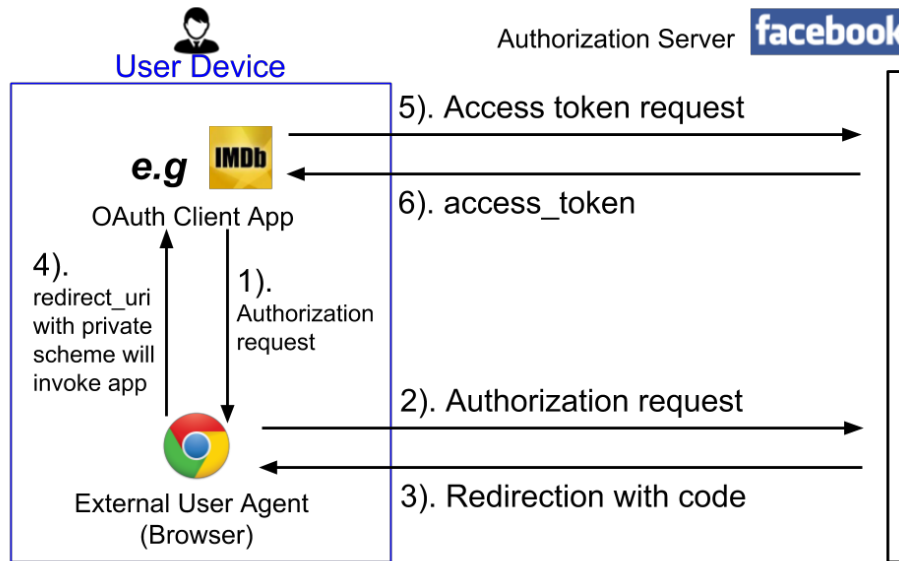 Authorization Server facebook
User Device
5). Access token request
e.g IMDb
6). access_token
OAuth Client App
4).
redirect_uri
with private
scheme will
invoke app
1).
Authorization
request
2). Authorization request
3). Redirection with code
External User Agent
(Browser)